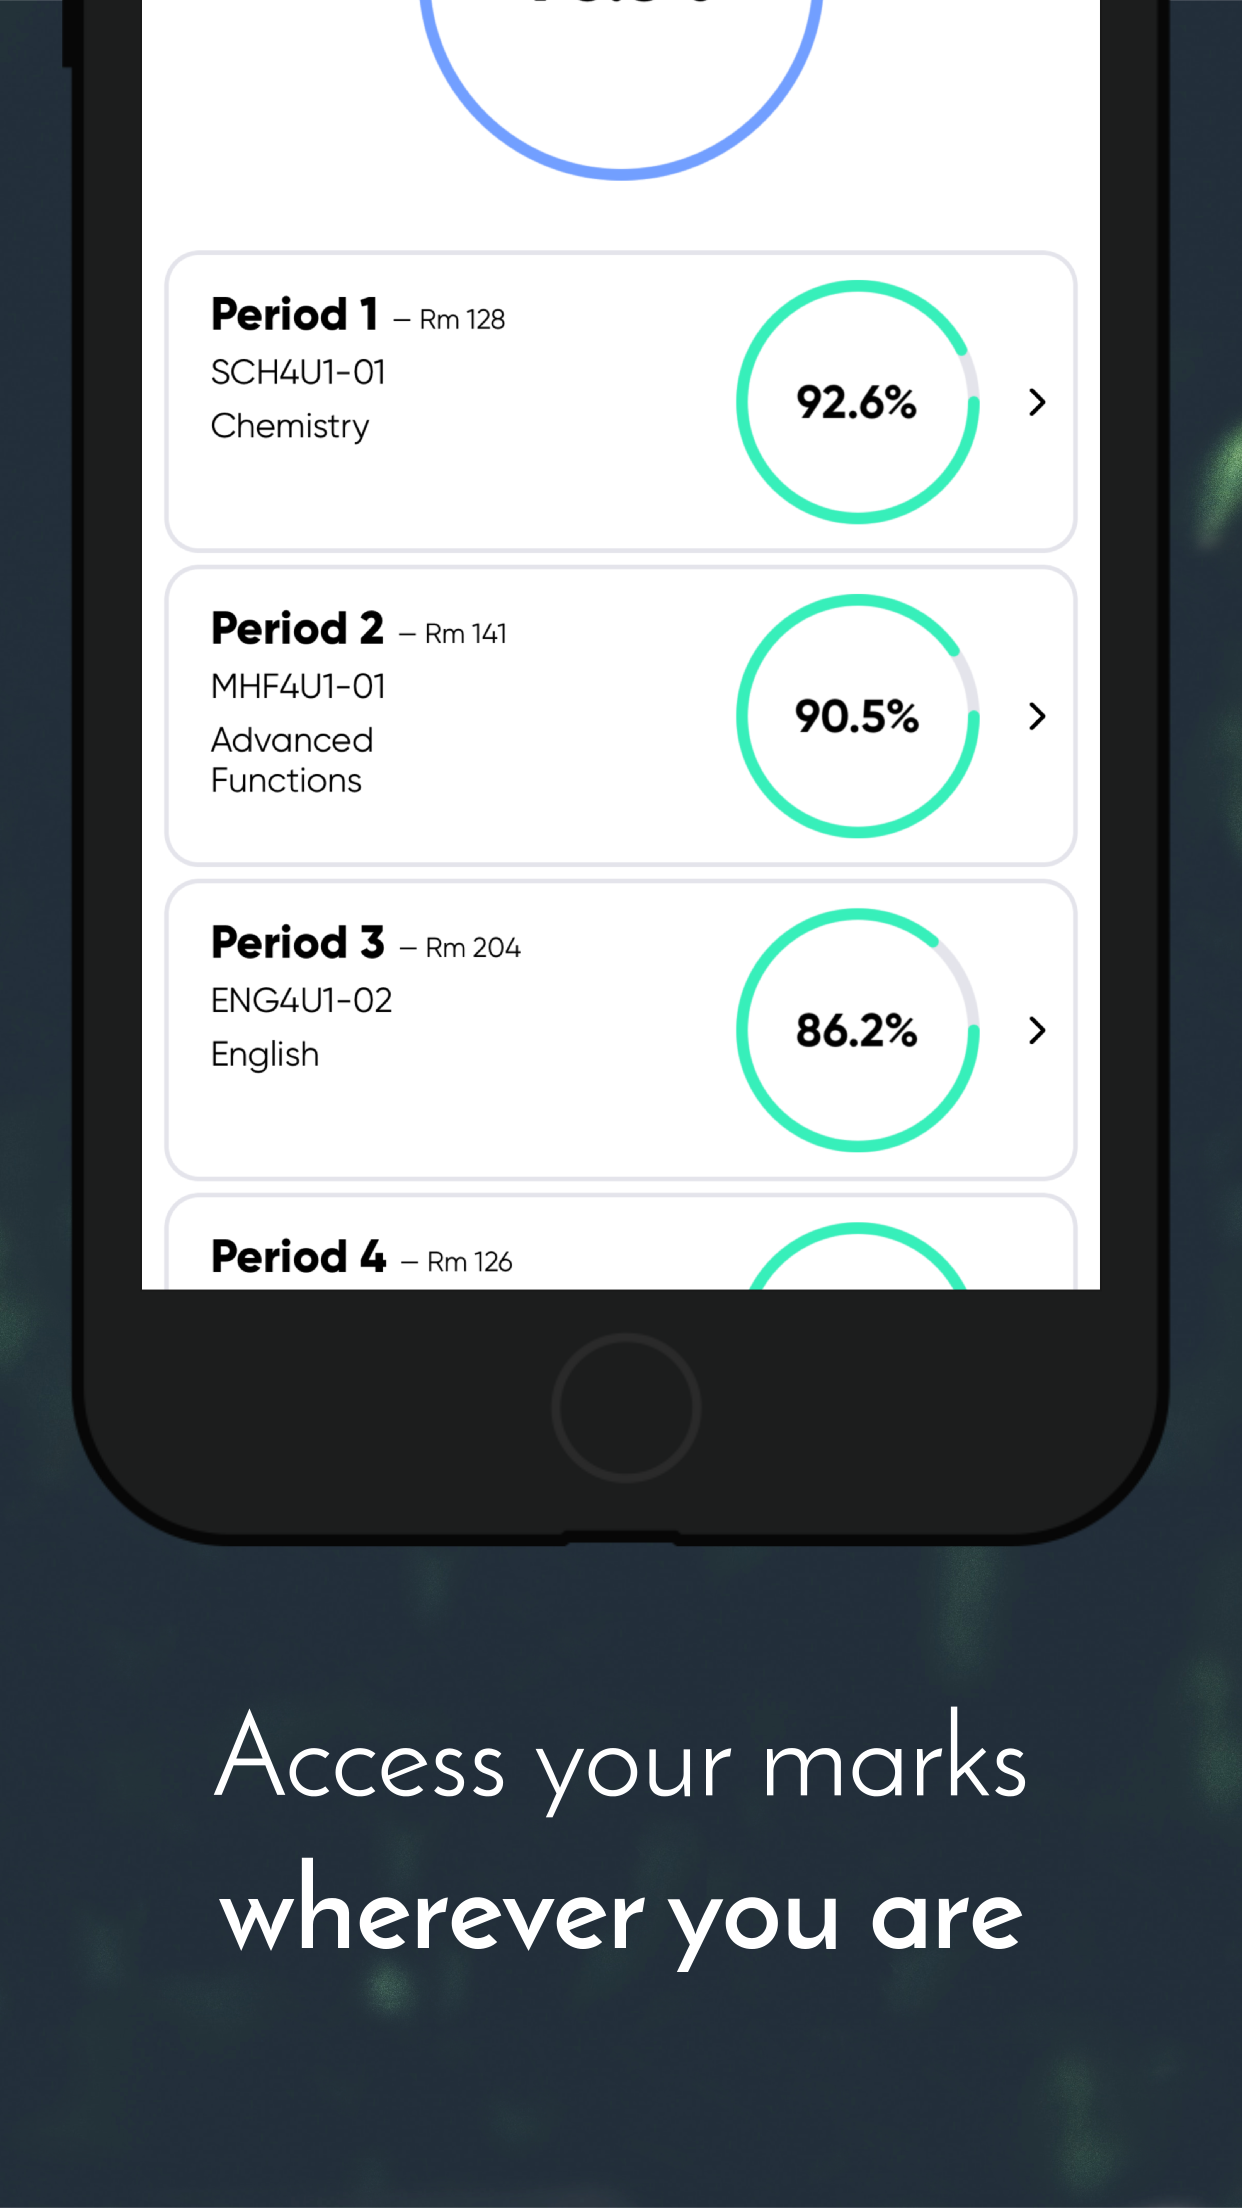 Period 1 – Rm 128
SCH4U1-01
Chemistry
92.6%
Period 2 – Rm 141
MHF4U1-01
Advanced
Functions
90.5%
Period 3 – Rm 204
ENG4U1-02
English
86.2%
Period 4 – Rm 126
Access your marks
wherever you are